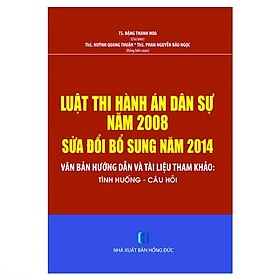 TS. ĐẶNG THANH HOA
(Chủ biên)
ThS. HUỲNH QUANG THUẬN * ThS. PHAN NGUYỄN BẢO NGỌC
(Đồng biên soạn)
LUẬT THI HÀNH ÁN DÂN SỰ
NĂM 2008
SỬA ĐỔI BỔ SUNG NĂM 2014
VĂN BẢN HƯỚNG DẪN VÀ TÀI LIỆU THAM KHẢO:
TÌNH HUỐNG - CÂU HỎI
NHÀ XUẤT BẢN HỒNG ĐỨC